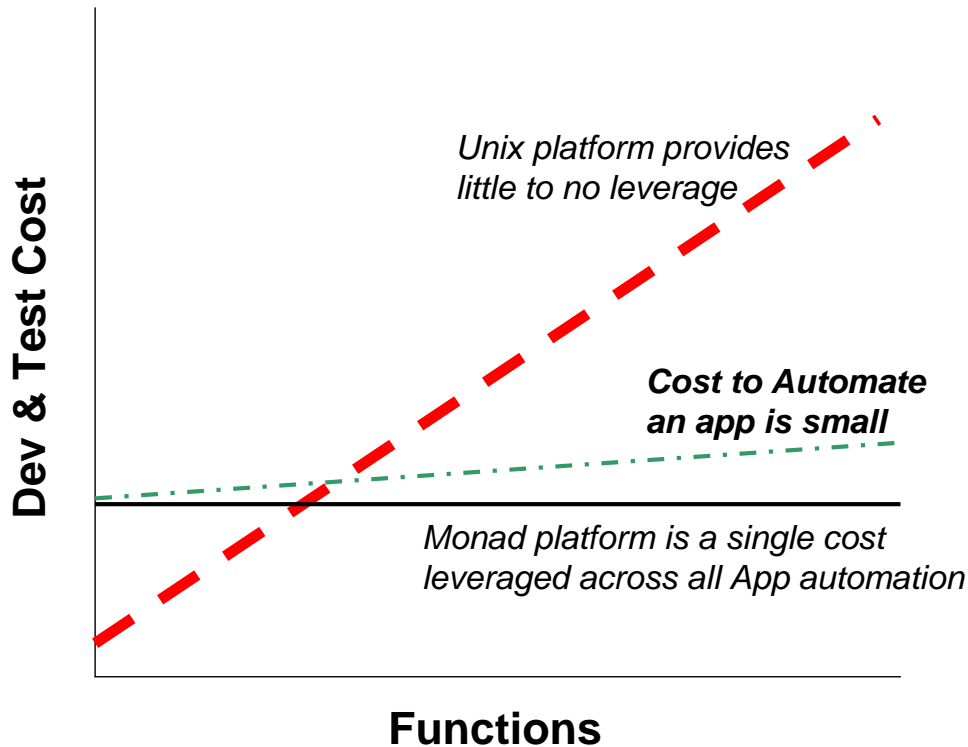 Dev & Test Cost
Unix platform provides
little to no leverage
Cost to Automate
an app is small
Monad platform is a single cost
leveraged across all App automation
Functions